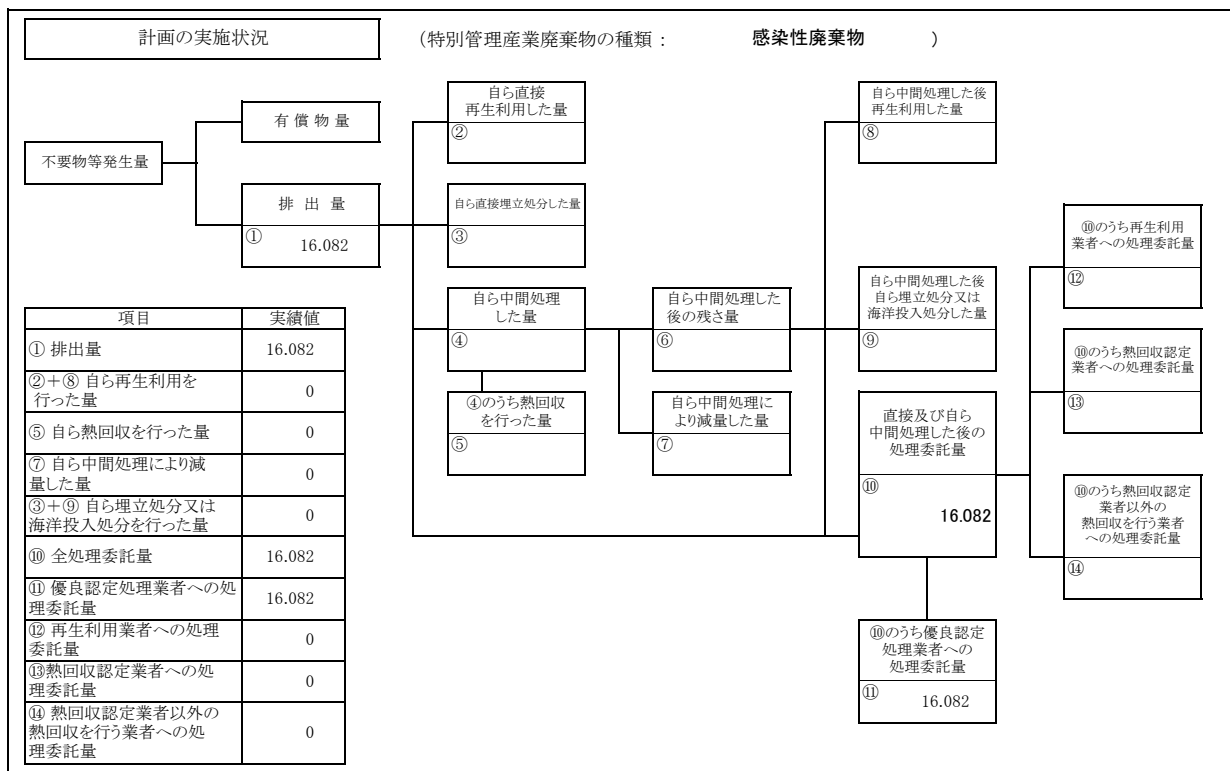 計画の実施状況
（特別管理産業廃棄物の種類： 感染性廃棄物 ）
不要物等発生量
有償物量
排出量
① 16.082
自ら直接
再生利用した量
②
自ら直接埋立処分した量
③
自ら中間処理
した量
④
④のうち熱回収
を行った量
⑤
自ら中間処理した
後の残さ量
⑥
自ら中間処理に
より減量した量
⑦
自ら中間処理した後
再生利用した量
⑧
自ら中間処理した後
自ら埋立処分又は
海洋投入処分した量
⑨
直接及び自ら
中間処理した後の
処理委託量
⑩
16.082
⑩のうち優良認定
処理業者への
処理委託量
⑪ 16.082
⑩のうち再生利用
業者への処理委託量
⑫
⑩のうち熱回収認定
業者への処理委託量
⑬
⑩のうち熱回収認定
業者以外の
熱回収を行う業者
への処理委託量
⑭
項目 実績値
① 排出量 16.082
②＋⑧ 自ら再生利用を
行った量 0
⑤ 自ら熱回収を行った量 0
⑦ 自ら中間処理により減
量した量 0
③＋⑨ 自ら埋立処分又は
海洋投入処分を行った量 0
⑩ 全処理委託量 16.082
⑪ 優良認定処理業者への処
理委託量 16.082
⑫ 再生利用業者への処理
委託量 0
⑬熱回収認定業者への処
理委託量 0
⑭ 熱回収認定業者以外の
熱回収を行う業者への処
理委託量 0